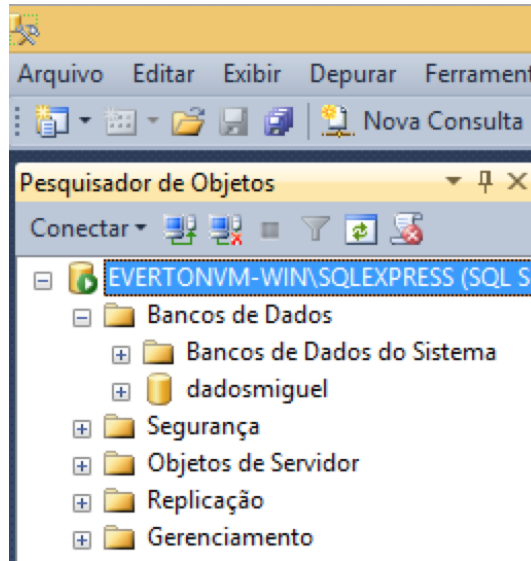 Arquivo Editar Exibir Depurar Ferrament
Nova Consulta
Pesquisador de Objetos
Conectar
EVERTONVM-WIN\SQLEXPRESS (SQL S
Bancos de Dados
Bancos de Dados do Sistema
dadosmiguel
Segurança
Objetos de Servidor
Replicação
Gerenciamento